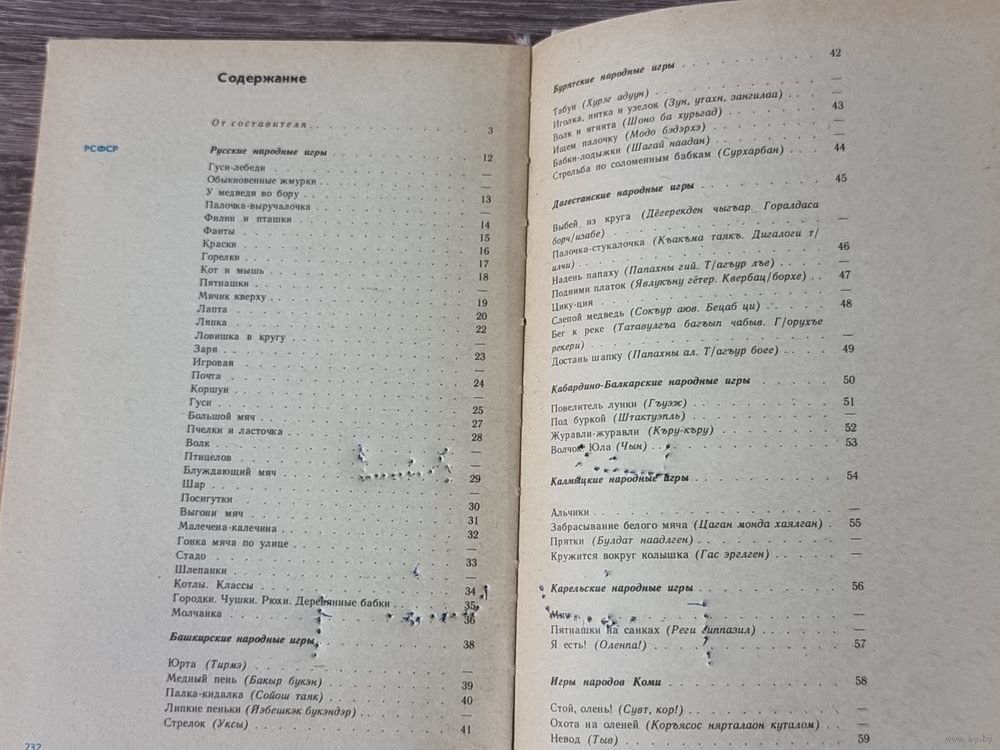 Содержание
От составителя . . . 3
РСФСР
Русские народные игры . . . 12
Гуси-лебеди . . . —
Обыкновенные жмурки . . . —
У медведя во бору . . . 13
Палочка-выручалочка . . . —
Филин и пташки . . . 14
Фанты . . . 15
Краски . . . 16
Горелки . . . 17
Кот и мышь . . . 18
Пятнашки . . . —
Мячик кверху . . . 19
Лапта . . . 20
Ляпка . . . 22
Ловишка в кругу . . . —
Заря . . . 23
Игровая . . . —
Почта . . . 24
Коршун . . . —
Гуси . . . 25
Большой мяч . . . 27
Пчелки и ласточка . . . 28
Волк . . . —
Птицелов . . . —
Блуждающий мяч . . . 29
Шар . . . —
Посигутки . . . 30
Выгони мяч . . . 31
Малечена-калечина . . . 32
Гонка мяча по улице . . . —
Стадо . . . 33
Шлепанки . . . —
Котлы. Классы . . . 34
Городки. Чушки. Рюхи. Деревянные бабки . . . 35
Молчанка . . . 36
Башкирские народные игры . . . 38
Юрта (Тирмэ) . . . —
Медный пень (Бакыр букэн) . . . 39
Палка-кидалка (Сойош таяк) . . . 40
Липкие пеньки (Йэбешкэк букэндэр) . . . —
Стрелок (Уксы) . . . 41
232
Бурятские народные игры . . . 42
Табун (Хурэг адуун) . . . —
Иголка, нитка и узелок (Зүн, утахн, зангилаа) . . . —
Волк и ягнята (Шоно ба хурьгад) . . . 43
Ищем палочку (Модо бэдэрхэ) . . . —
Бабки-лодыжки (Шагай наадан) . . . —
Стрельба по соломенным бабкам (Сурхарбан) . . . 44
Дагестанские народные игры . . . 45
Выбей из круга (Дёгерекден чыгъар. Горалдаса
борч/изабе) . . . —
Палочка-стукалочка (Къакъма таякъ. Дигалоги т/
илчи) . . . 46
Надень папаху (Папахны гий. Т/агъур лъе) . . . —
Подними платок (Явлукъну гётер. Квербац/борхе) . . . 47
Цику-ция . . . —
Слепой медведь (Сокъур аюв. Бецаб ци) . . . 48
Бег к реке (Татавулгъа багъып чабыв. Г/орухъе
рекери) . . . —
Достань шапку (Папахны ал. Т/агъур боее) . . . 49
Кабардино-Балкарские народные игры . . . 50
Повелитель лунки (Гъуэж) . . . 51
Под буркой (Штактуэпль) . . . —
Журавли-журавли (Къру-къру) . . . 52
Волчок, Юла (Чын) . . . 53
Калмыцкие народные игры . . . 54
Альчики . . . —
Забрасывание белого мяча (Цаган монда хаялган) . 55
Прятки (Булдат наадлген) . . . —
Кружится вокруг колышка (Гас эргллген) . . . —
Карельские народные игры . . . 56
Мяч . . . —
Пятнашки на санках (Реги липпазил) . . . —
Я есть! (Оленпа!) . . . 57
Игры народов Коми . . . 58
Стой, олень! (Сувт, кор!) . . . —
Охота на оленей (Коръясос нярталаон куталом) . . . —
Невод (Тыв) . . . 59
www.ay.by